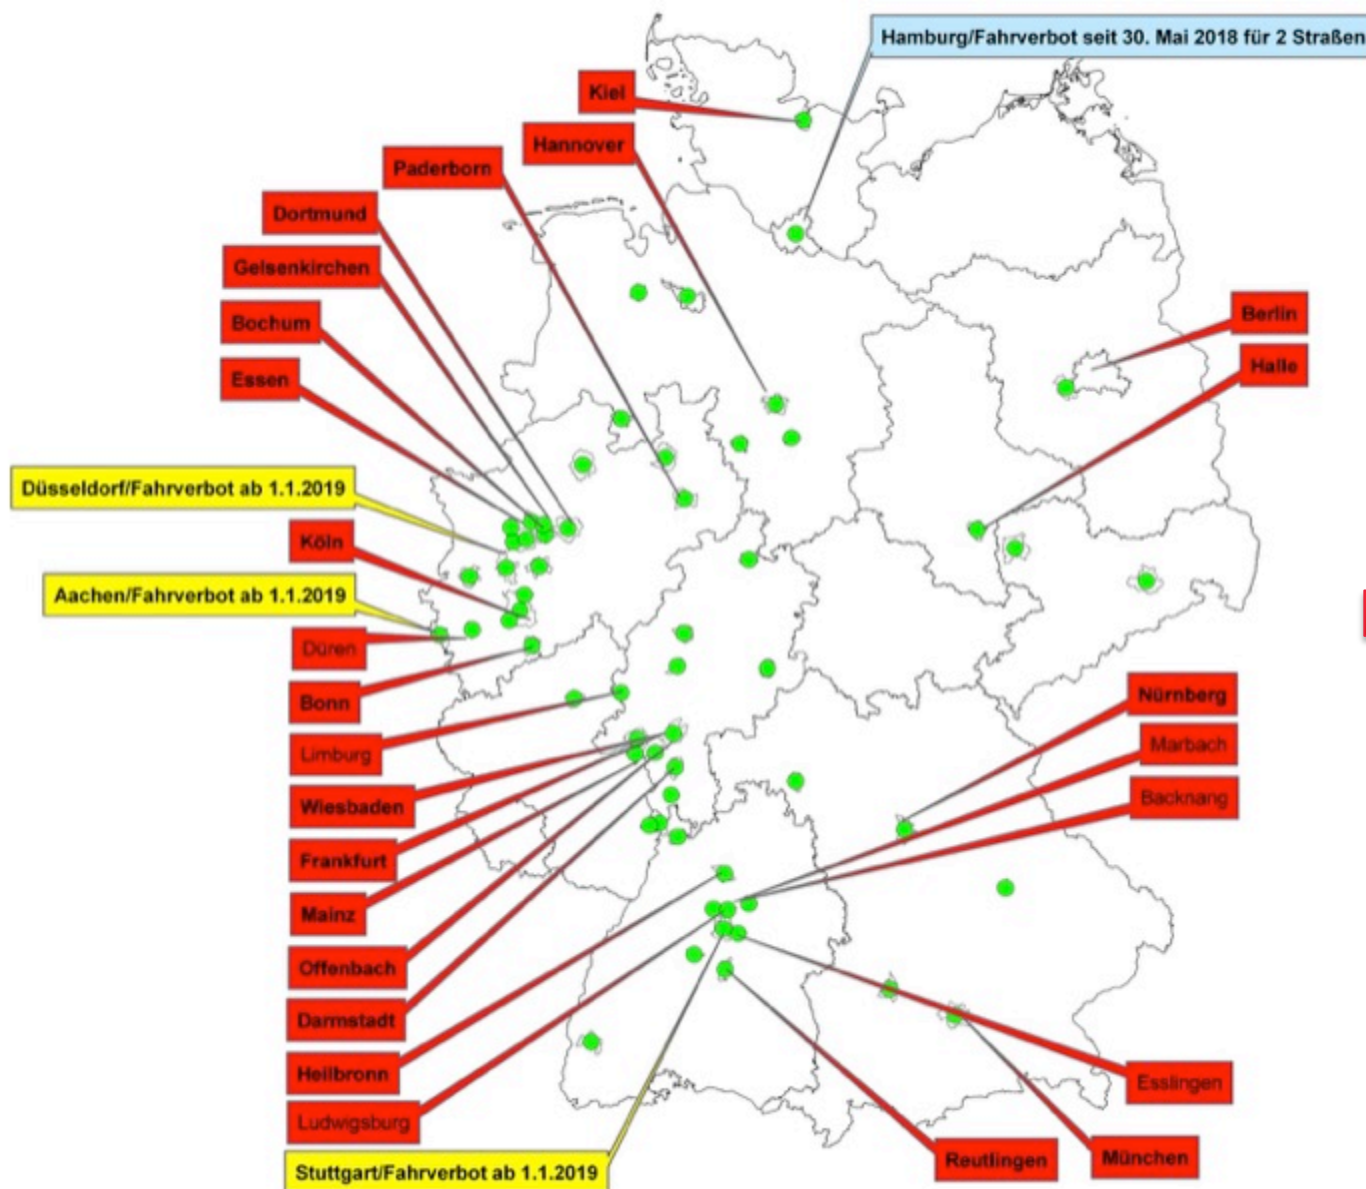 Hamburg/Fahrverbot seit 30. Mai 2018 für 2 Straßen
Kiel
Hannover
Paderborn
Dortmund
Gelsenkirchen
Bochum
Essen
Berlin
Halle
Düsseldorf/Fahrverbot ab 1.1.2019
Köln
Aachen/Fahrverbot ab 1.1.2019
Düren
Bonn
Limburg
Wiesbaden
Frankfurt
Mainz
Offenbach
Darmstadt
Heilbronn
Ludwigsburg
Stuttgart/Fahrverbot ab 1.1.2019
Nürnberg
Marbach
Backnang
Esslingen
München
Reutlingen